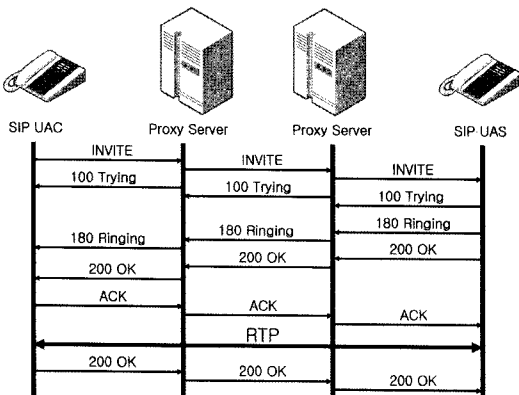 SIP UAC
Proxy Server
Proxy Server
SIP UAS
INVITE
INVITE
INVITE
100 Trying
100 Trying
100 Trying
180 Ringing
180 Ringing
180 Ringing
200 OK
200 OK
200 OK
ACK
ACK
ACK
RTP
200 OK
200 OK
200 OK